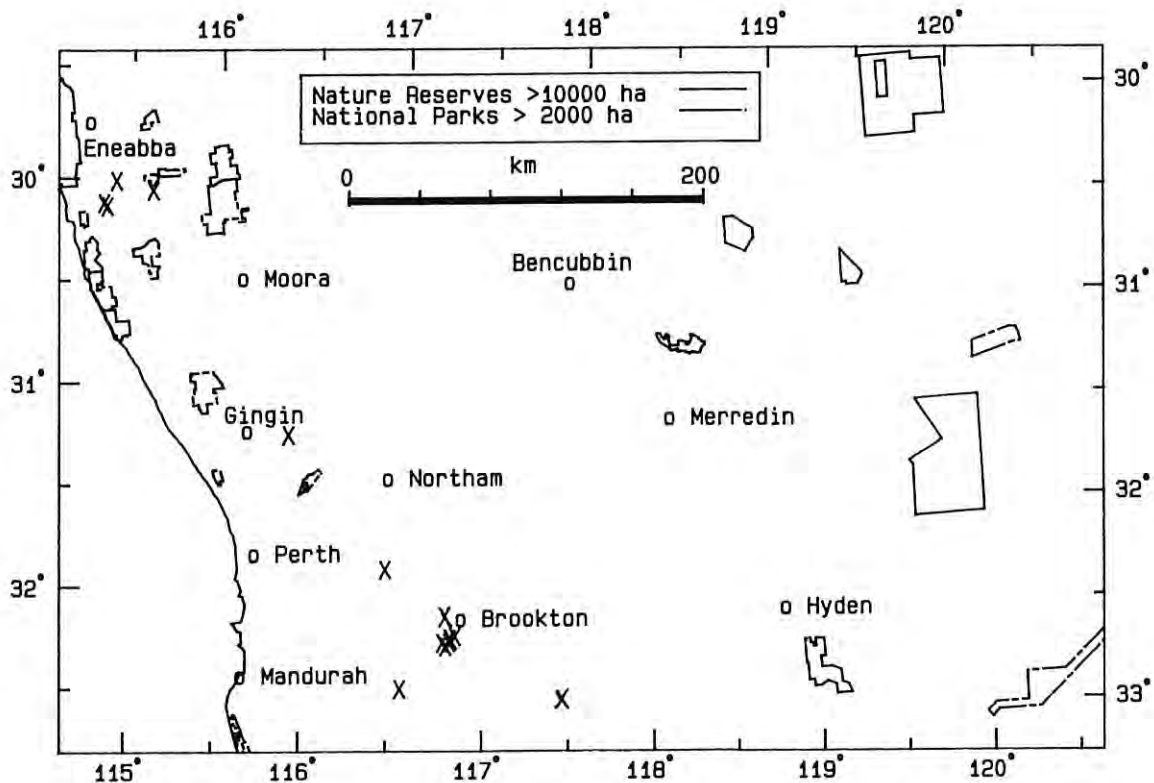 116° 117° 118° 119° 120°
Nature Reserves >10000 ha
National Parks > 2000 ha
km
0 200
30°
30°
Eneabba
Bencubbin
Moora
31°
31°
Gingin
Merredin
Northam
32°
Perth
32°
Hyden
Brookton
Mandurah
33°
115° 116° 117° 118° 119° 120°
X X X X X X X X X X X X